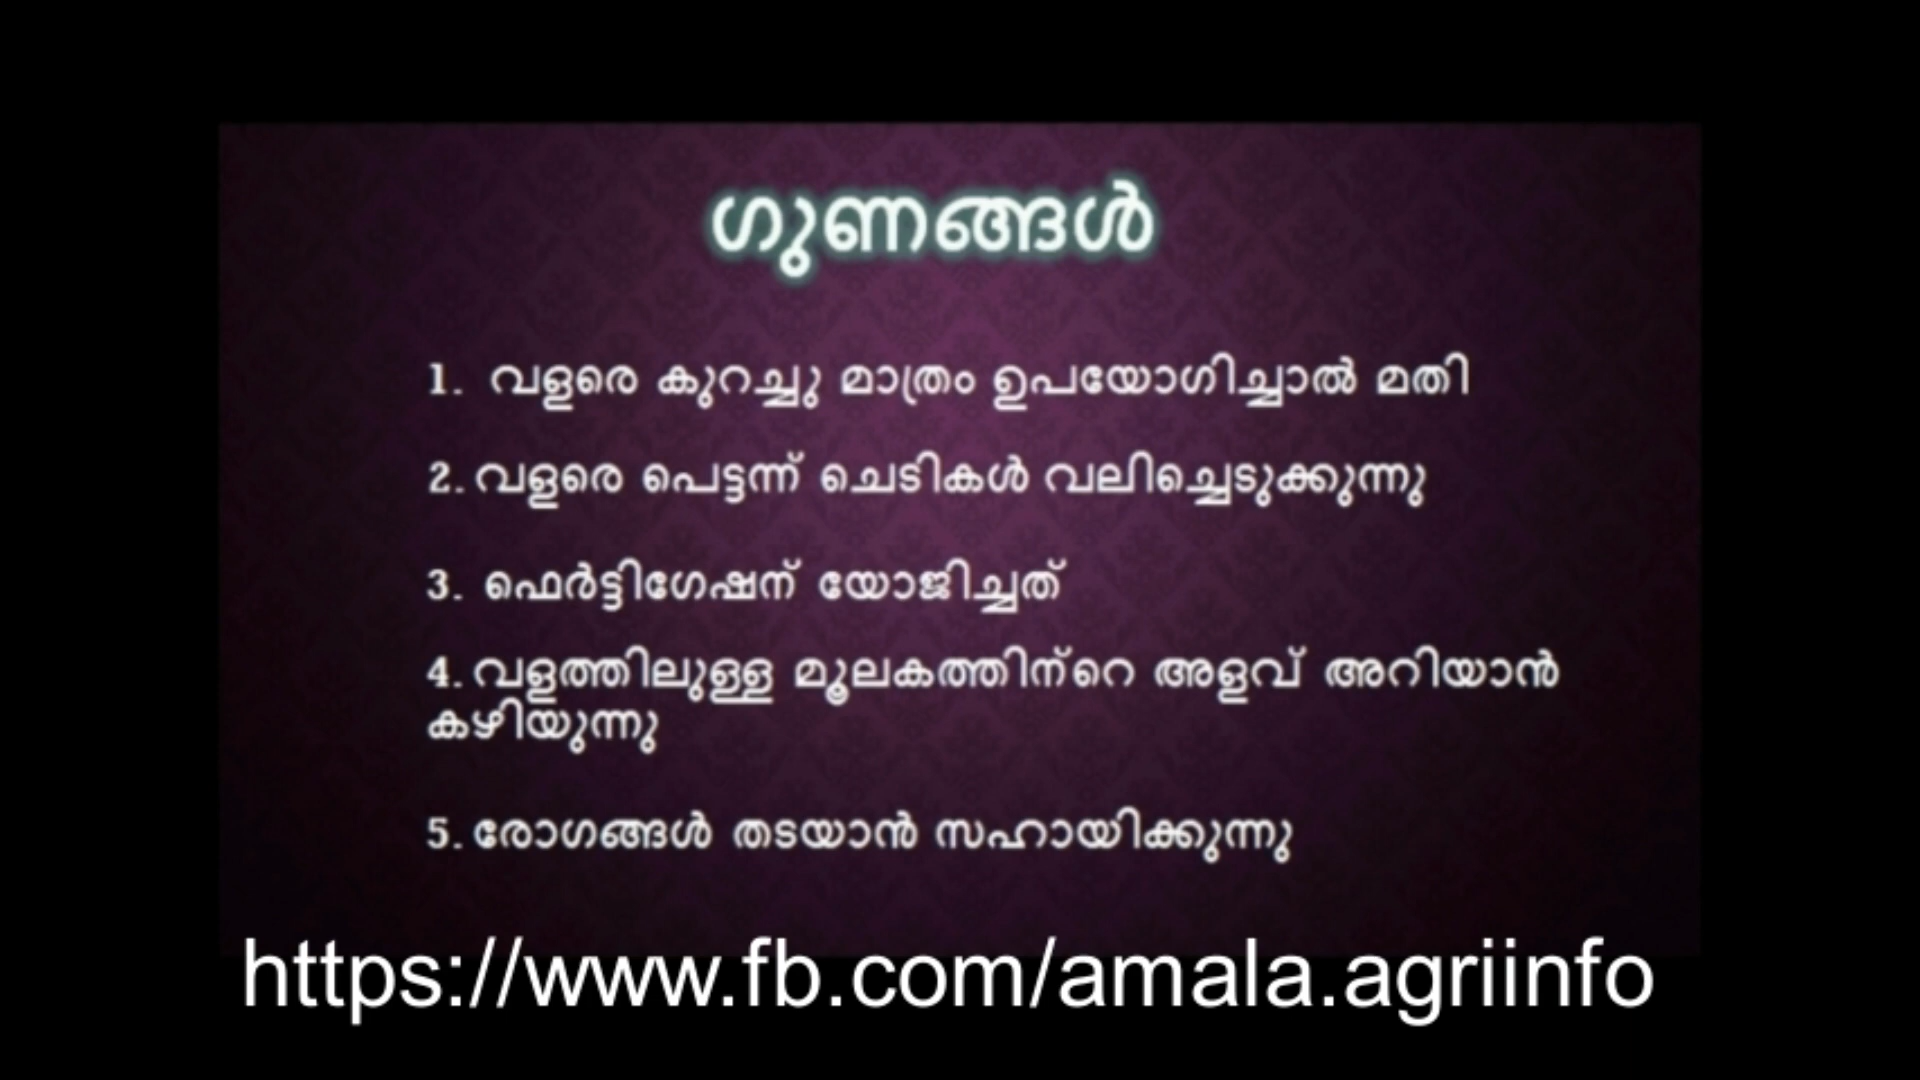 ഗുണങ്ങൾ
1. വളരെ കുറച്ചു മാത്രം ഉപയോഗിച്ചാൽ മതി
2. വളരെ പെട്ടന്ന് ചെടികൾ വലിച്ചെടുക്കുന്നു
3. ഫെർട്ടിഗേഷന് യോജിച്ചത്
4. വളത്തിലുള്ള മൂലകത്തിന്റെ അളവ് അറിയാൻ
കഴിയുന്നു
5. രോഗങ്ങൾ തടയാൻ സഹായിക്കുന്നു
https://www.fb.com/amala.agriinfo